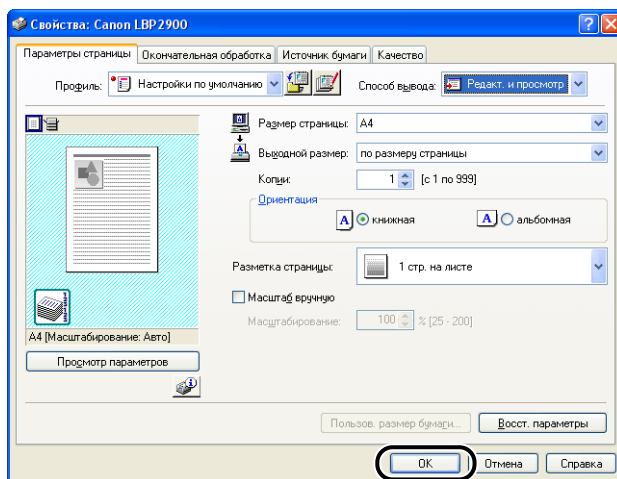 Свойства: Canon LBP2900
Параметры страницы Окончательная обработка Источник бумаги Качество
Профиль: Настройки по умолчанию Способ вывода: Редакт. и просмотр
Размер страницы: A4
Выходной размер: по размеру страницы
Копии: 1 [с 1 по 999]
Ориентация
A книжная A альбомная
Разметка страницы: 1 стр. на листе
Масштаб вручную
Масштабирование: 100 % [25 - 200]
A4 [Масштабирование: Авто]
Просмотр параметров
Пользов. размер бумаги... Восст. параметры
OK Отмена Справка